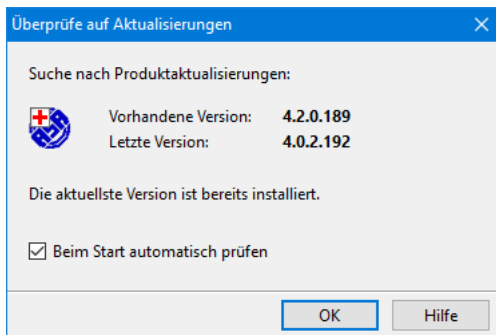 Überprüfe auf Aktualisierungen
Suche nach Produktaktualisierungen:
Vorhandene Version: 4.2.0.189
Letzte Version: 4.0.2.192
Die aktuellste Version ist bereits installiert.
Beim Start automatisch prüfen
OK Hilfe